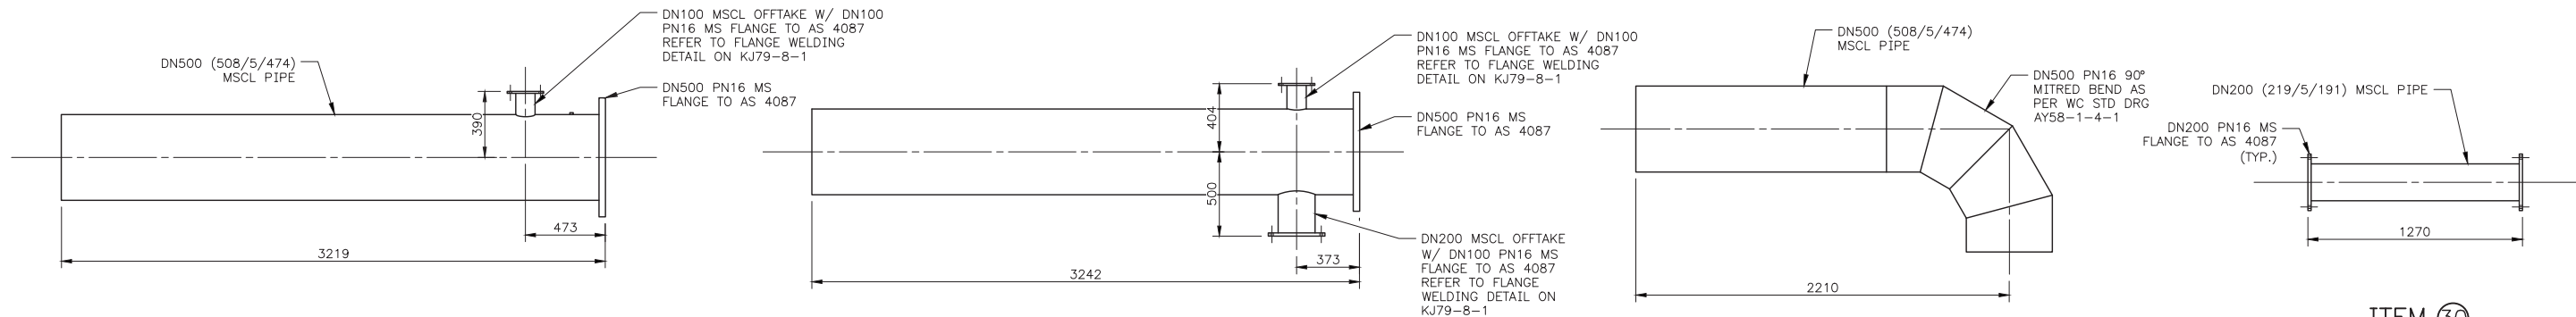 DN500 (508/5/474)
MSCL PIPE
DN100 MSCL OFFTAKE W/ DN100
PN16 MS FLANGE TO AS 4087
REFER TO FLANGE WELDING
DETAIL ON KJ79-8-1
DN500 PN16 MS
FLANGE TO AS 4087
390
473
3219
DN100 MSCL OFFTAKE W/ DN100
PN16 MS FLANGE TO AS 4087
REFER TO FLANGE WELDING
DETAIL ON KJ79-8-1
DN500 PN16 MS
FLANGE TO AS 4087
404
500
DN200 MSCL OFFTAKE
W/ DN100 PN16 MS
FLANGE TO AS 4087
REFER TO FLANGE
WELDING DETAIL ON
KJ79-8-1
373
3242
DN500 (508/5/474)
MSCL PIPE
DN500 PN16 90°
MITRED BEND AS
PER WC STD DRG
AY58-1-4-1
2210
DN200 (219/5/191) MSCL PIPE
DN200 PN16 MS
FLANGE TO AS 4087
(TYP.)
1270
ITEM 30